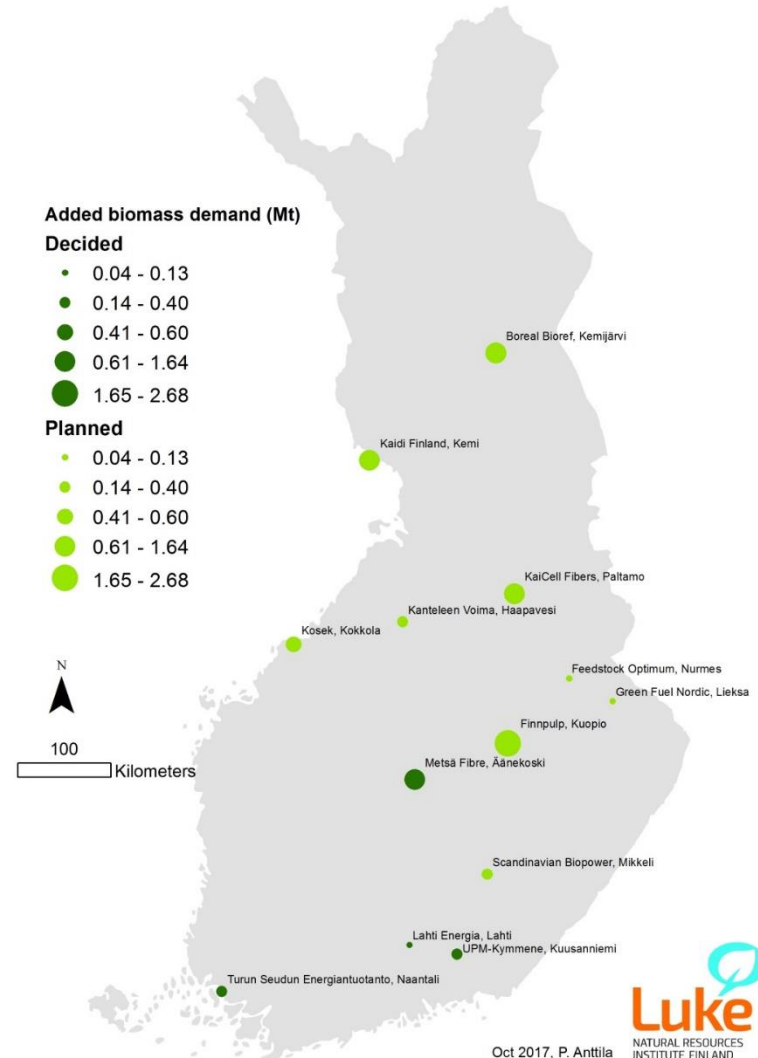 Added biomass demand (Mt)
Decided
0.04 - 0.13
0.14 - 0.40
0.41 - 0.60
0.61 - 1.64
1.65 - 2.68
Planned
0.04 - 0.13
0.14 - 0.40
0.41 - 0.60
0.61 - 1.64
1.65 - 2.68
Boreal Bioref, Kemijärvi
Kaidi Finland, Kemi
KaiCell Fibers, Paltamo
Kanteleen Voima, Haapavesi
Kosek, Kokkola
N
Feedstock Optimum, Nurmes
Green Fuel Nordic, Lieksa
Finnpulp, Kuopio
100
Kilometers
Metsä Fibre, Äänekoski
Scandinavian Biopower, Mikkeli
Lahti Energia, Lahti
UPM-Kymmene, Kuusanniemi
Turun Seudun Energiantuotanto, Naantali
Luke
NATURAL RESOURCES
INSTITUTE FINLAND
Oct 2017, P. Anttila